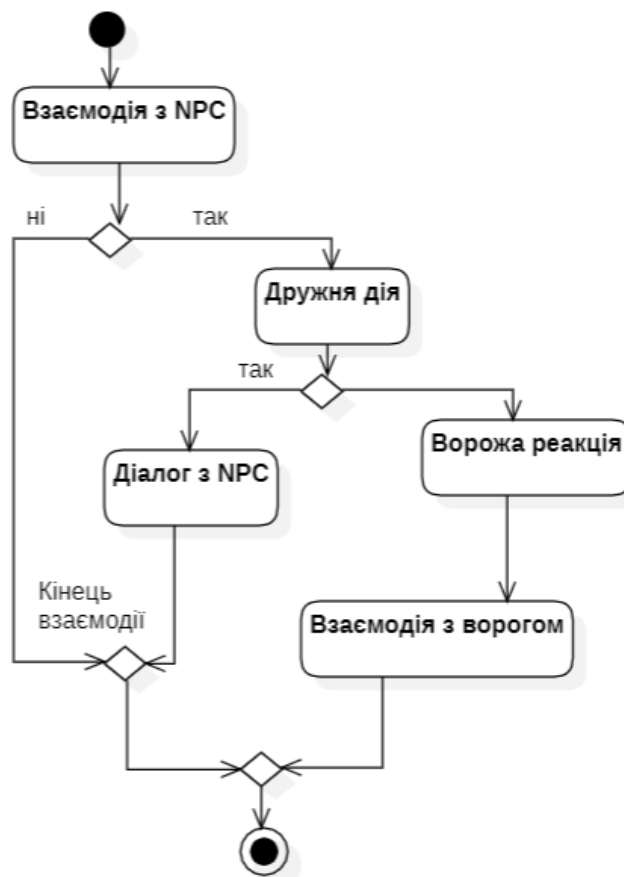 Взаємодія з NPC
ні
так
Дружня дія
так
Ворожа реакція
Діалог з NPC
Кінець
взаємодії
Взаємодія з ворогом